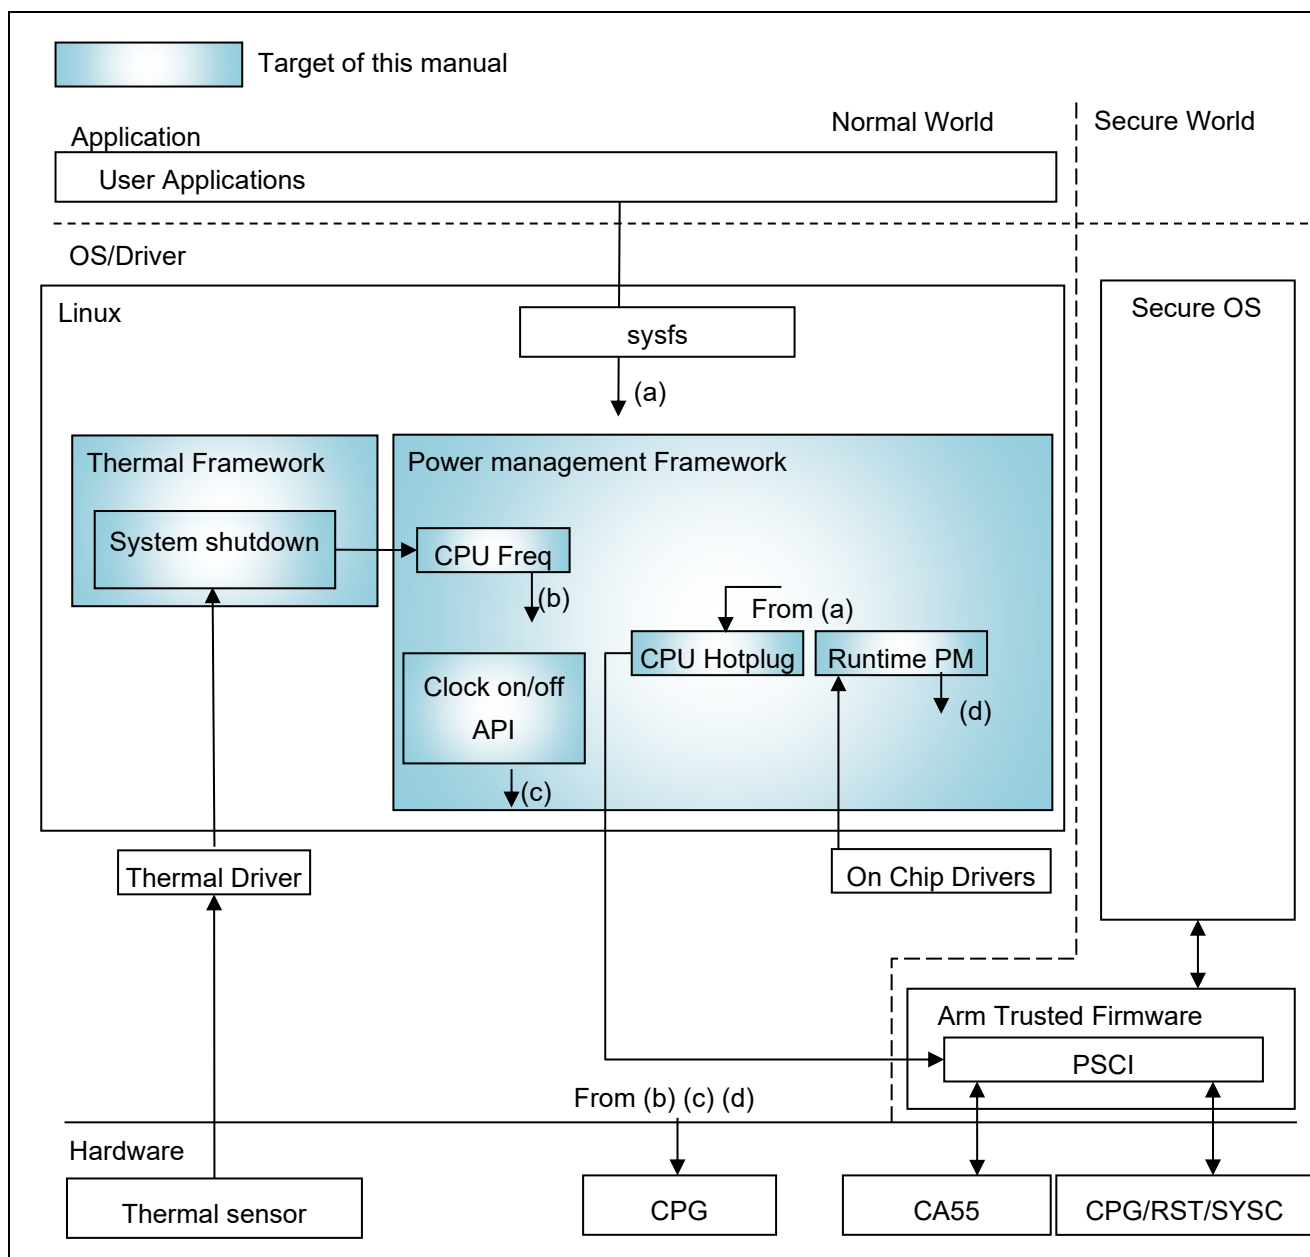 Target of this manual
Normal World
Secure World
Application
User Applications
OS/Driver
Linux
Secure OS
sysfs
(a)
Thermal Framework
Power management Framework
System shutdown
CPU Freq
(b)
From (a)
CPU Hotplug
Runtime PM
Clock on/off
API
(d)
(c)
Thermal Driver
On Chip Drivers
Arm Trusted Firmware
PSCI
From (b) (c) (d)
Hardware
Thermal sensor
CPG
CA55
CPG/RST/SYSC